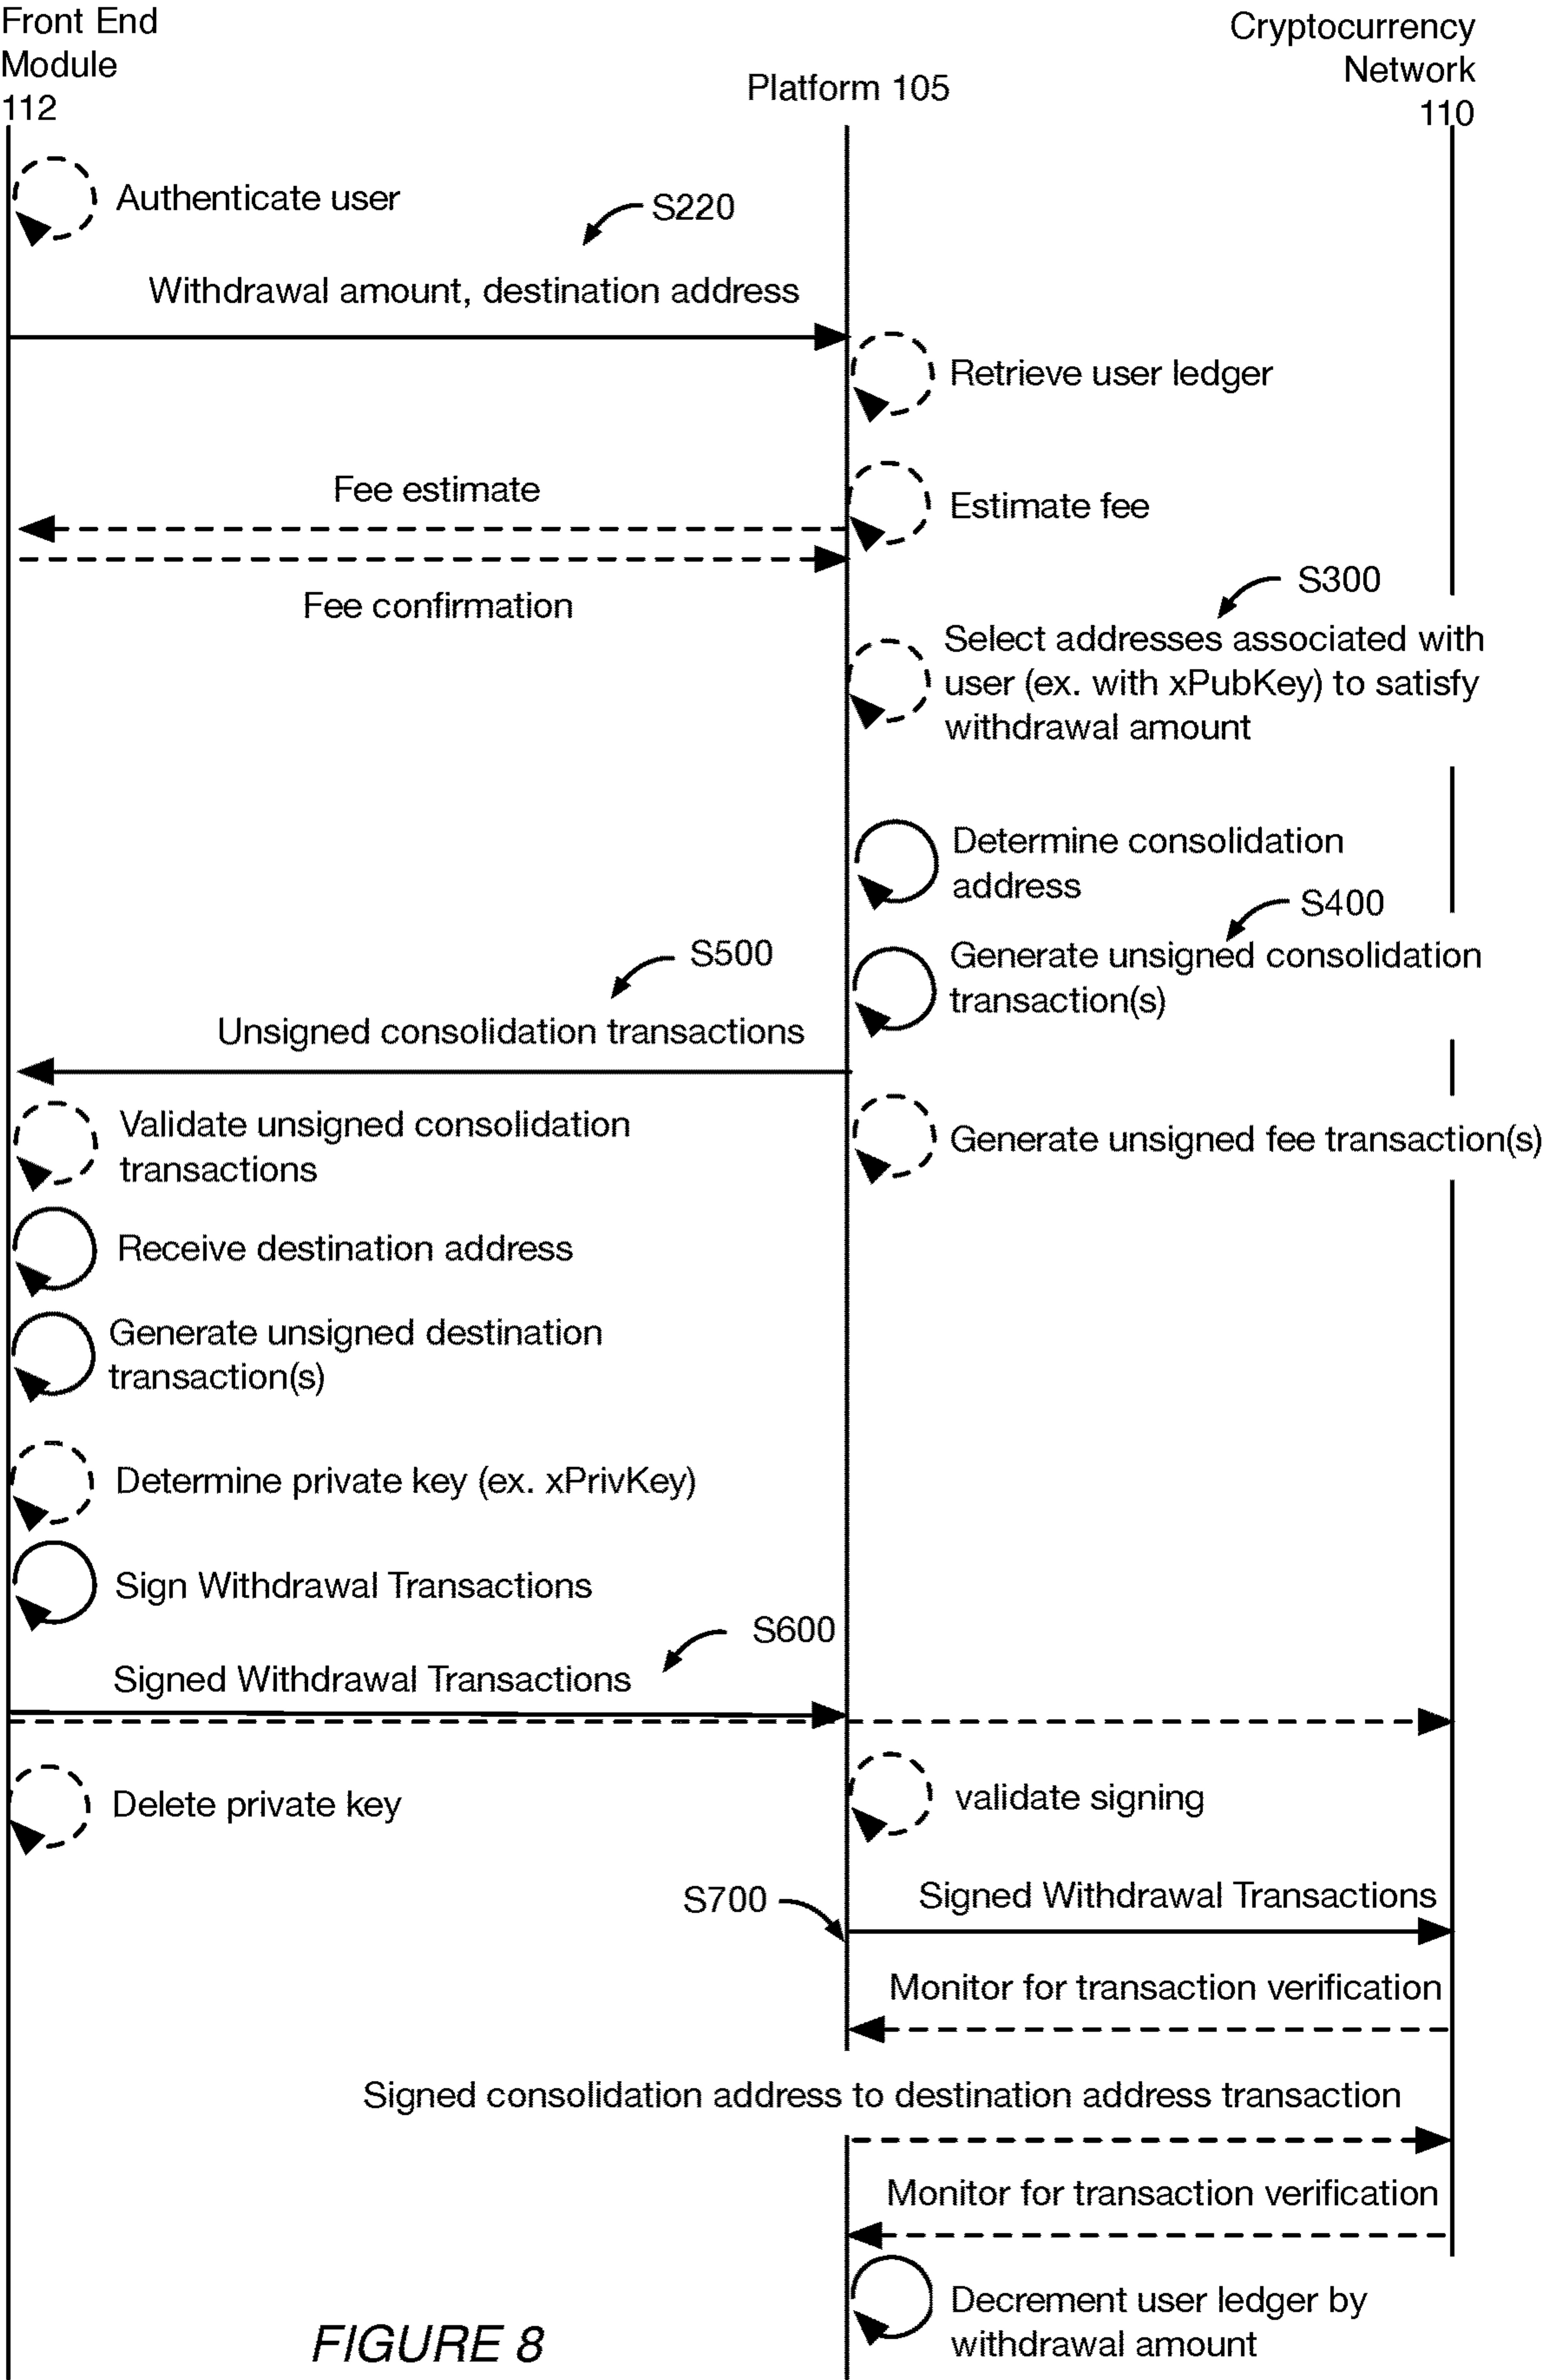 Front End
Module
112
Platform 105
Cryptocurrency
Network
110
Authenticate user
S220
Withdrawal amount, destination address
Retrieve user ledger
Fee estimate
Estimate fee
Fee confirmation
S300
Select addresses associated with
user (ex. with xPubKey) to satisfy
withdrawal amount
Determine consolidation
address
S400
Generate unsigned consolidation
transaction(s)
S500
Unsigned consolidation transactions
Validate unsigned consolidation
transactions
Generate unsigned fee transaction(s)
Receive destination address
Generate unsigned destination
transaction(s)
Determine private key (ex. xPrivKey)
Sign Withdrawal Transactions
S600
Signed Withdrawal Transactions
Delete private key
validate signing
S700
Signed Withdrawal Transactions
Monitor for transaction verification
Signed consolidation address to destination address transaction
Monitor for transaction verification
Decrement user ledger by
withdrawal amount
FIGURE 8